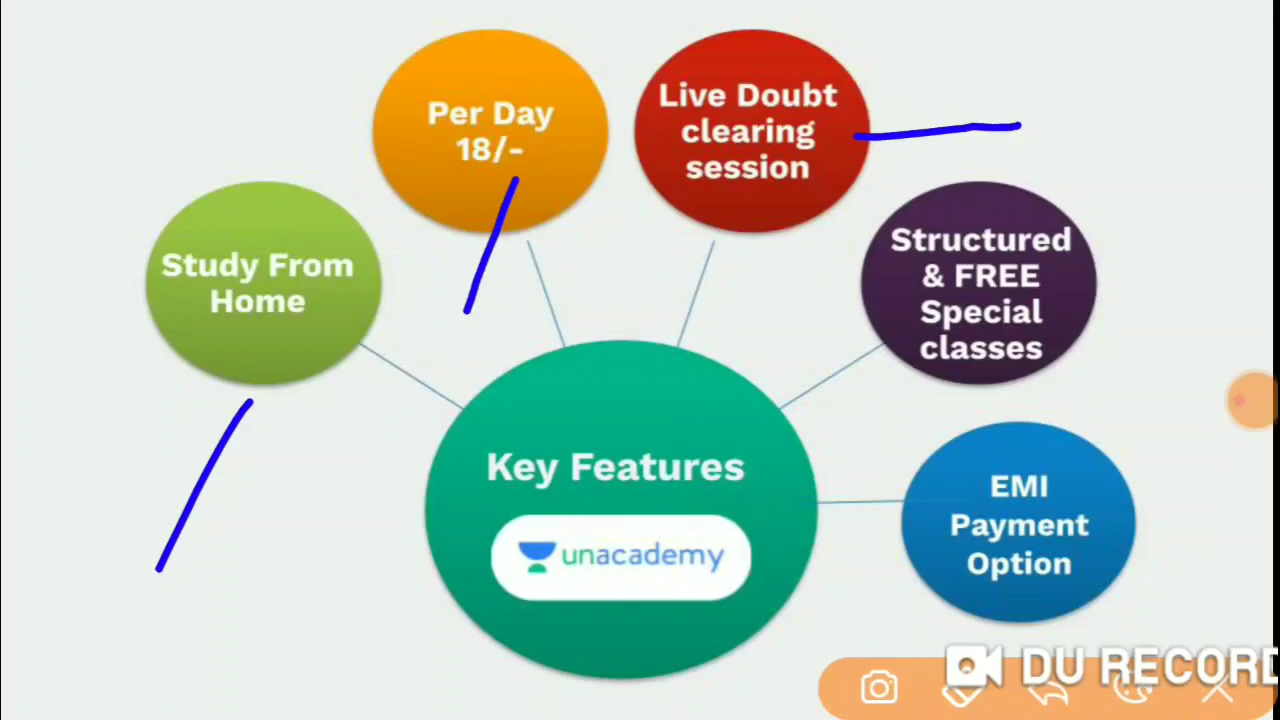 Per Day
18/-
Live Doubt
clearing
session
Study From
Home
Structured
& FREE
Special
classes
Key Features
unacademy
EMI
Payment
Option
DU RECORD